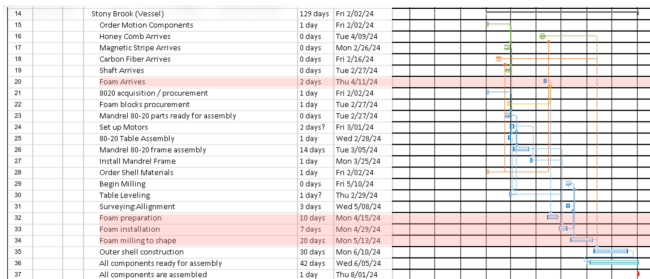 14 Stony Brook (Vessel) 129 days Fri 2/02/24
15 Order Motion Components 1 day Fri 2/02/24
16 Honey Comb Arrives 0 days Tue 4/09/24
17 Magnetic Stripe Arrives 0 days Mon 2/26/24
18 Carbon Fiber Arrives 0 days Fri 2/16/24
19 Shaft Arrives 0 days Tue 2/27/24
20 Foam Arrives 2 days Thu 4/11/24
21 8020 acquisition / procurement 1 day Fri 2/02/24
22 Foam blocks procurement 1 day Tue 2/27/24
23 Mandrel 80-20 parts ready for assembly 0 days Tue 2/27/24
24 Set up Motors 2 days? Fri 3/01/24
25 80-20 Table Assembly 1 day Wed 2/28/24
26 Mandrel 80-20 frame assembly 14 days Tue 3/05/24
27 Install Mandrel Frame 1 day Mon 3/25/24
28 Order Shell Materials 1 day Fri 2/02/24
29 Begin Milling 0 days Fri 5/10/24
30 Table Leveling 1 day? Thu 2/29/24
31 Surveying:Allignment 3 days Wed 5/08/24
32 Foam preparation 10 days Mon 4/15/24
33 Foam installation 7 days Mon 4/29/24
34 Foam milling to shape 20 days Mon 5/13/24
35 Outer shell construction 30 days Mon 6/10/24
36 All components ready for assembly 42 days Wed 6/05/24
37 All components are assembled 1 day Thu 8/01/24